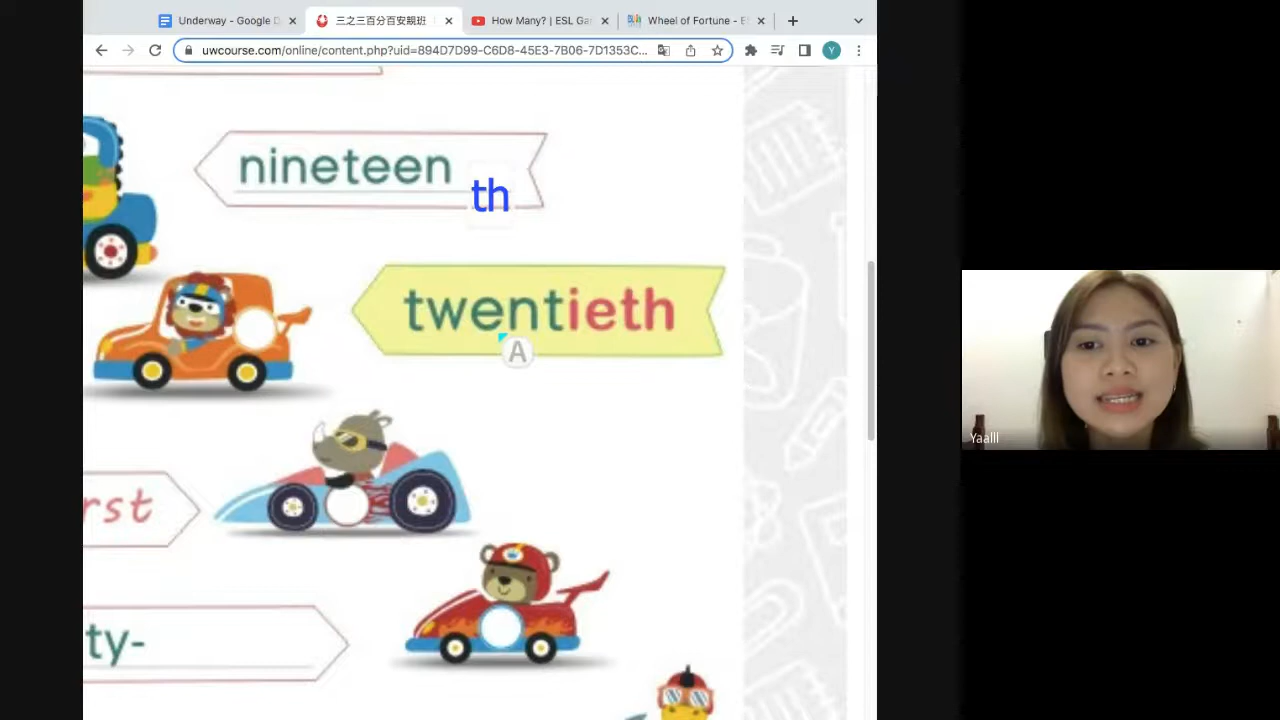 Underway - Google D
三之三百分百安親班
How Many? | ESL Ga
Wheel of Fortune - E
uwcourse.com/online/content.php?uid=894D7D99-C6D8-45E3-7B06-7D1353C...
Y
nineteen
th
twentieth
A
rst
ty-
Yaalll